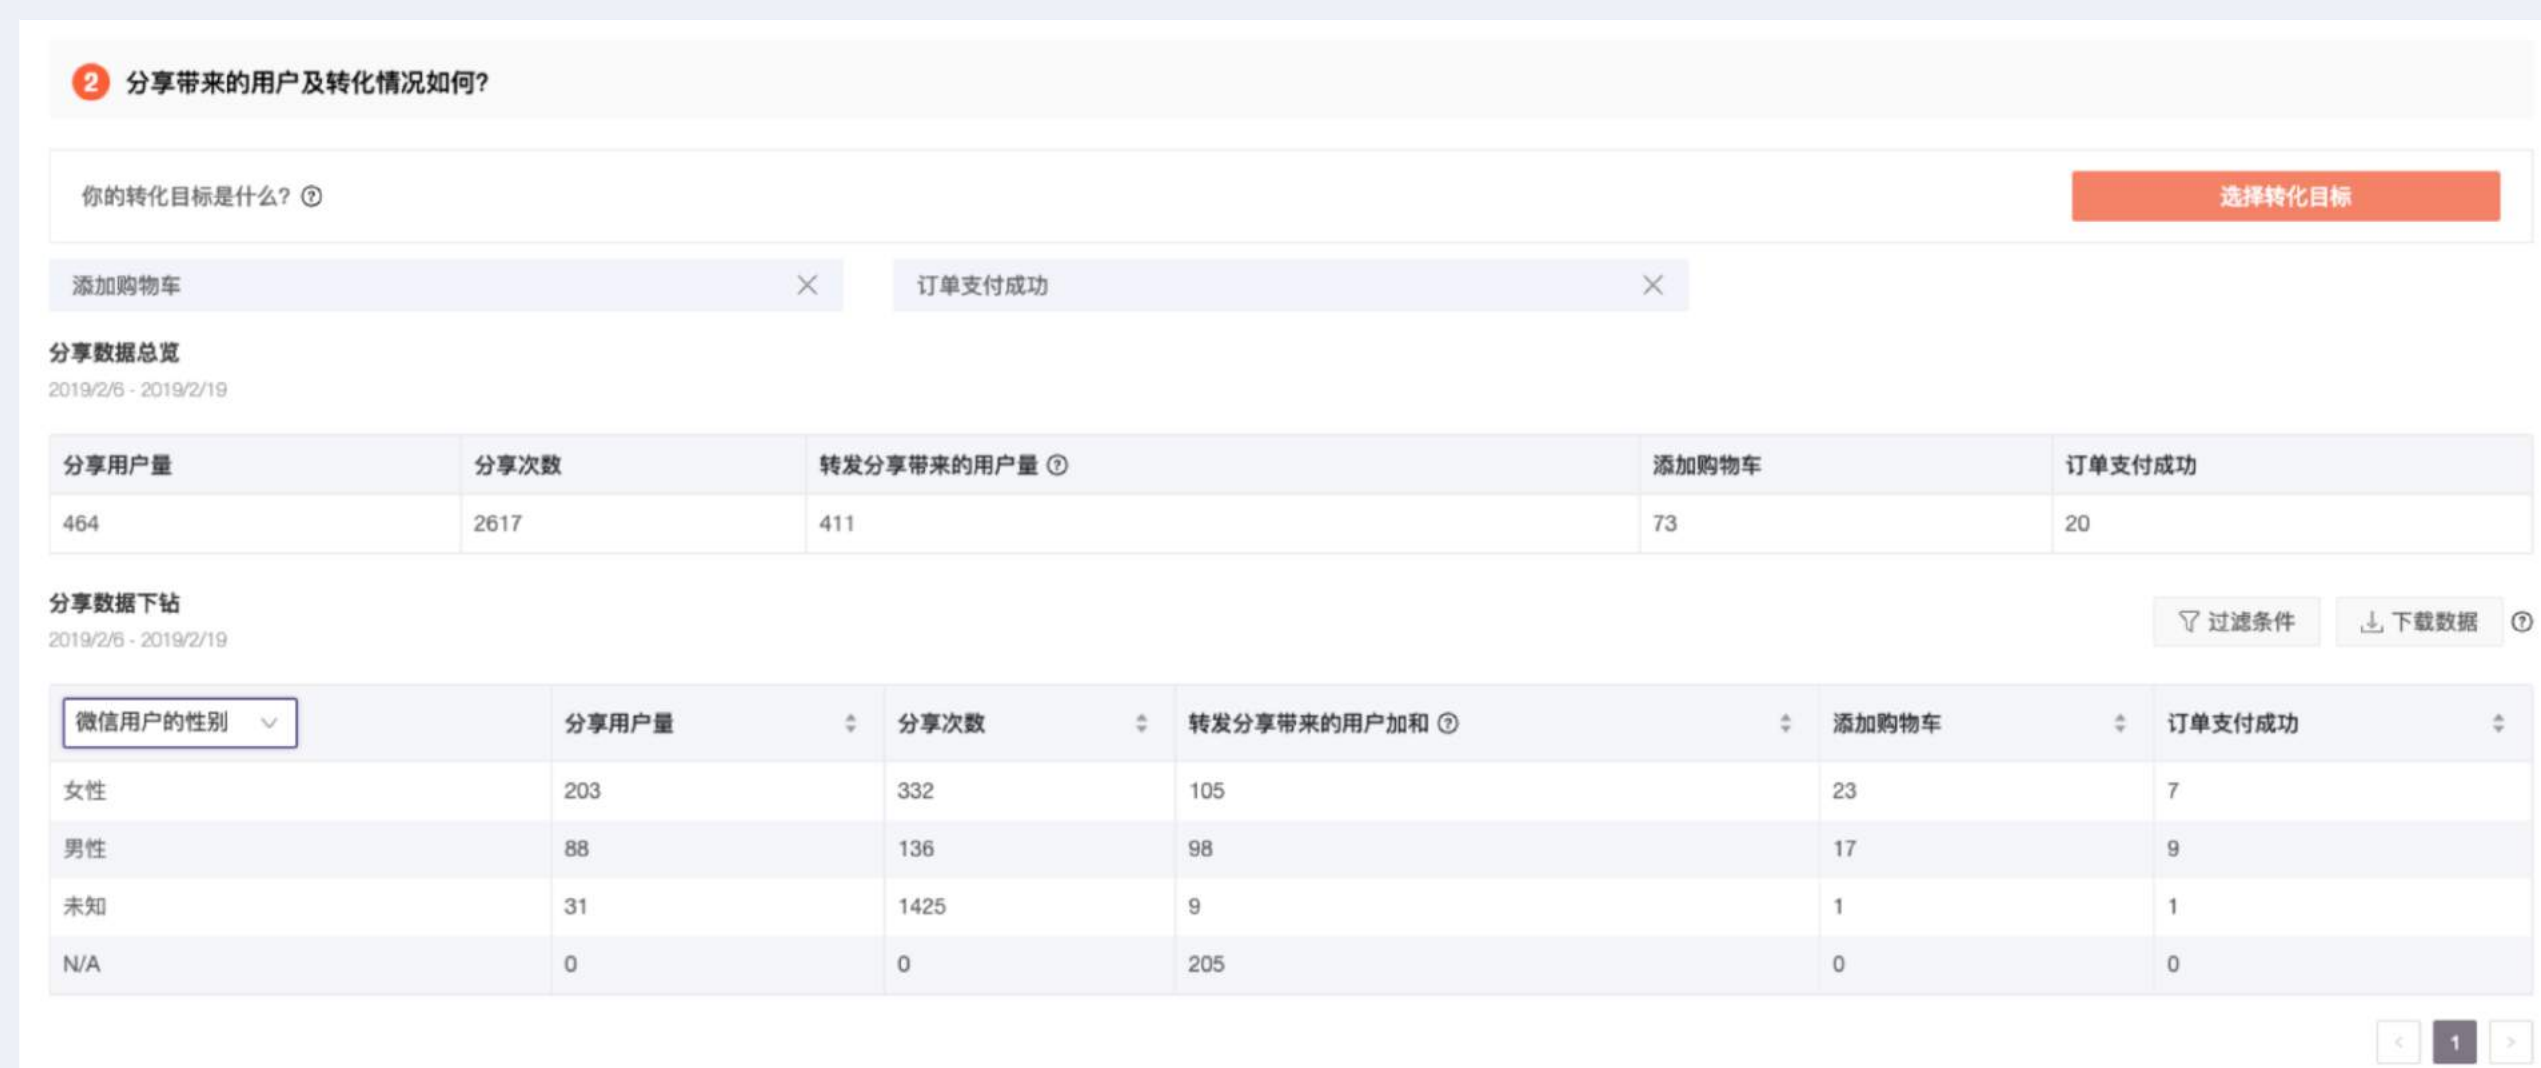 2 分享带来的用户及转化情况如何?
你的转化目标是什么? ? 选择转化目标
添加购物车 订单支付成功
分享数据总览
2019/2/6 - 2019/2/19
分享用户量 分享次数 转发分享带来的用户量 ? 添加购物车 订单支付成功
464 2617 411 73 20
分享数据下钻 过滤条件 下载数据 ?
2019/2/6 - 2019/2/19
微信用户的性别 分享用户量 分享次数 转发分享带来的用户加和 ? 添加购物车 订单支付成功
女性 203 332 105 23 7
男性 88 136 98 17 9
未知 31 1425 9 1 1
N/A 0 0 205 0 0
< 1 >